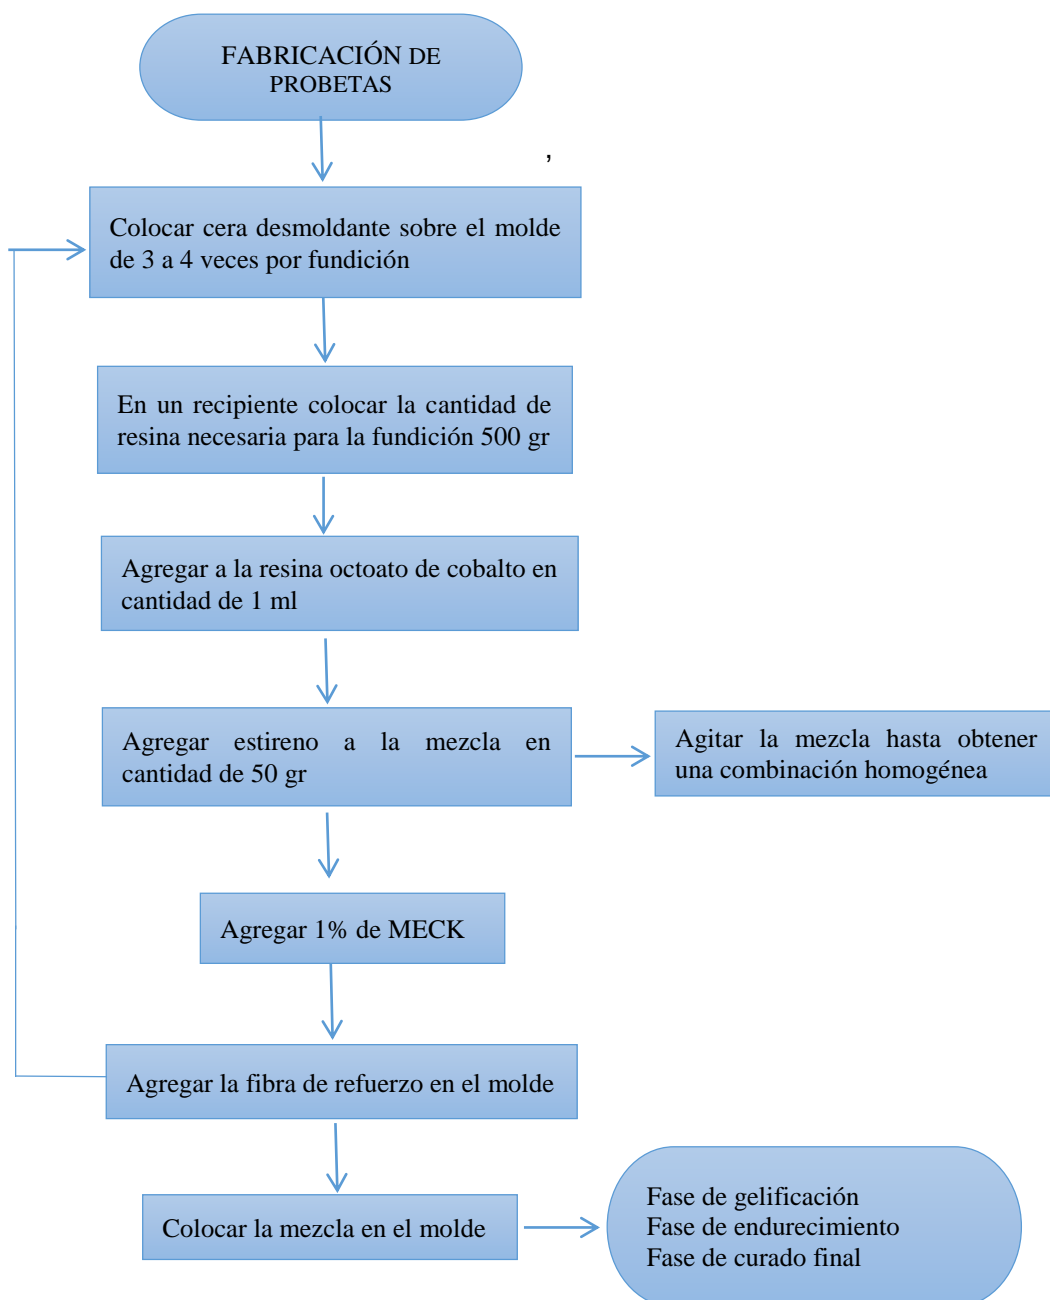 FABRICACIÓN DE
PROBETAS
,
Colocar cera desmoldante sobre el molde
de 3 a 4 veces por fundición
En un recipiente colocar la cantidad de
resina necesaria para la fundición 500 gr
Agregar a la resina octoato de cobalto en
cantidad de 1 ml
Agregar estireno a la mezcla en
cantidad de 50 gr
Agitar la mezcla hasta obtener
una combinación homogénea
Agregar 1% de MECK
Agregar la fibra de refuerzo en el molde
Colocar la mezcla en el molde
Fase de gelificación
Fase de endurecimiento
Fase de curado final